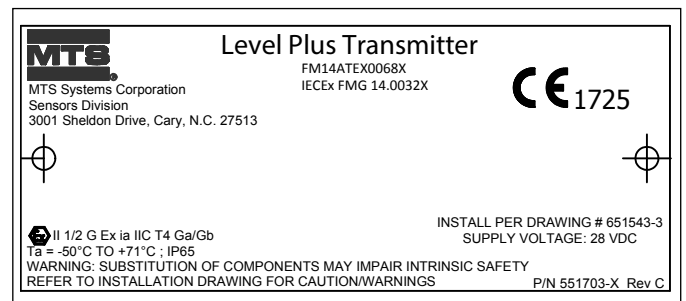 MTS
Level Plus Transmitter
FM14ATEX0068X
IECEx FMG 14.0032X
CE 1725
MTS Systems Corporation
Sensors Division
3001 Sheldon Drive, Cary, N.C. 27513
INSTALL PER DRAWING # 651543-3
SUPPLY VOLTAGE: 28 VDC
Ex II 1/2 G Ex ia IIC T4 Ga/Gb
Ta = -50°C TO +71°C ; IP65
WARNING: SUBSTITUTION OF COMPONENTS MAY IMPAIR INTRINSIC SAFETY
REFER TO INSTALLATION DRAWING FOR CAUTION/WARNINGS
P/N 551703-X Rev C